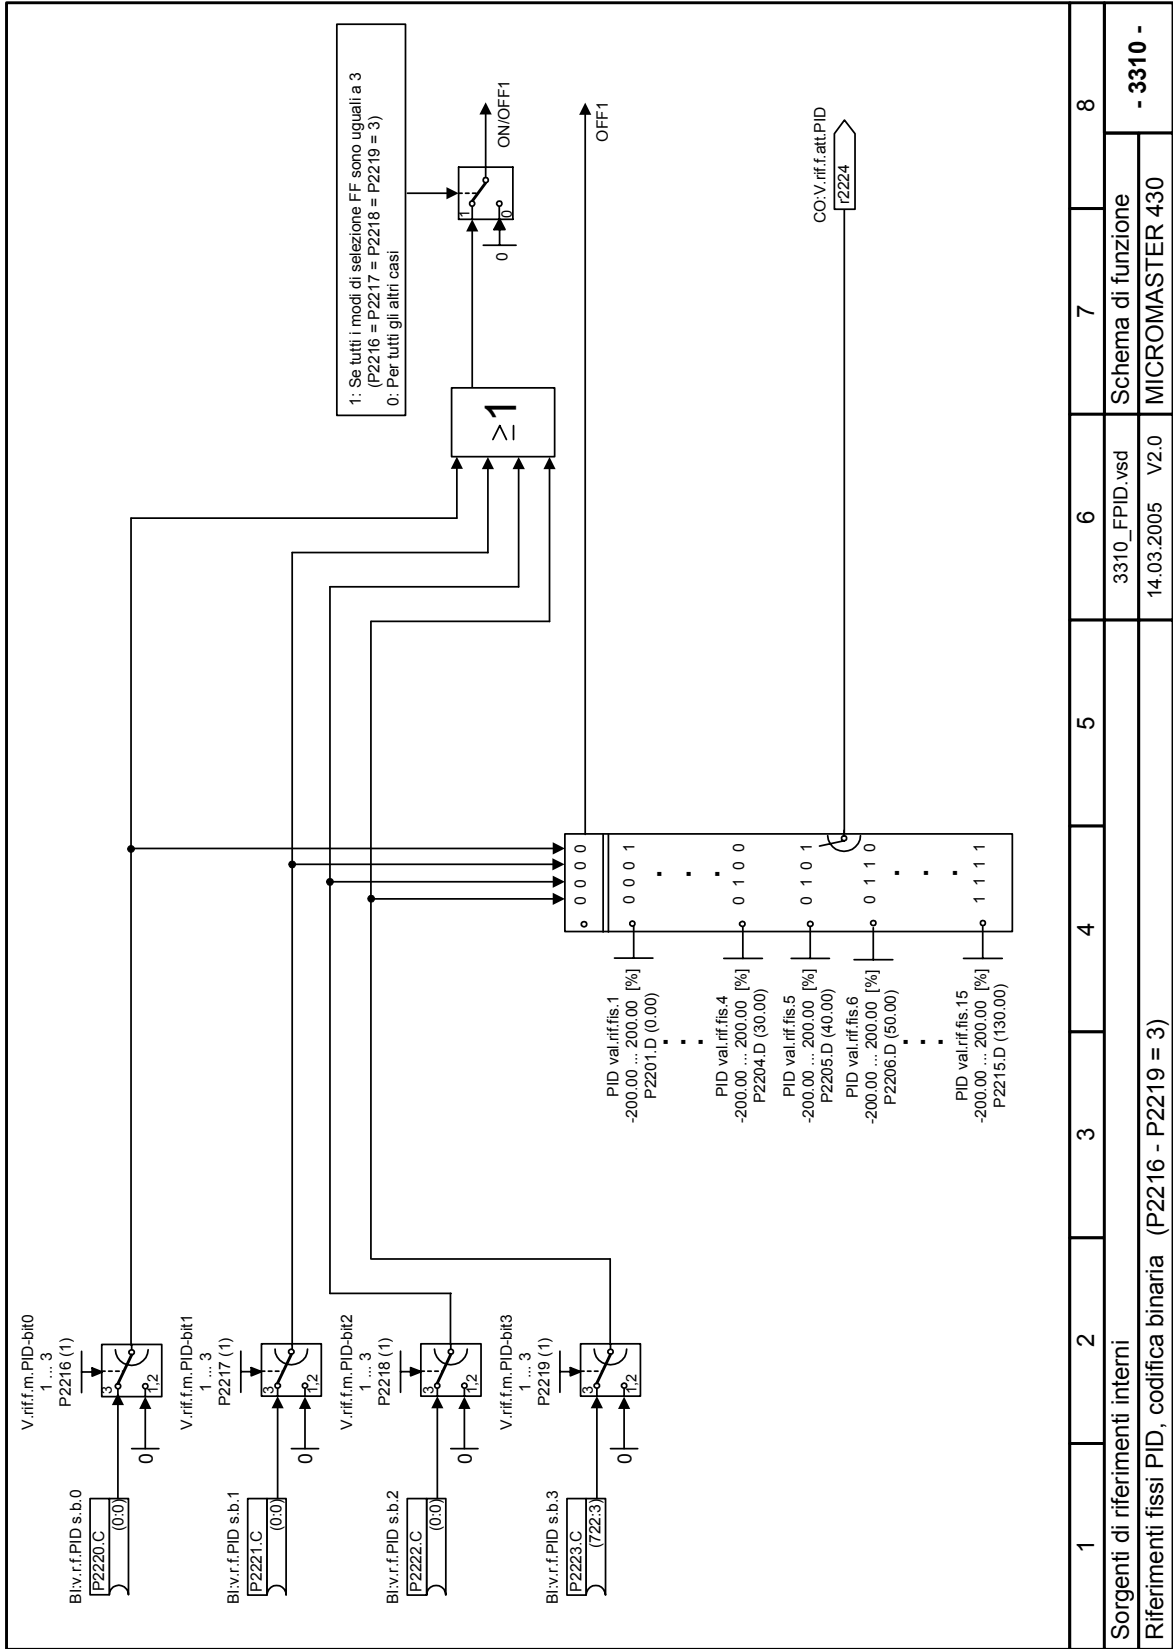 BI:v.r.f.PID s.b.0
P2220.C
(0:0)
0
V.rif.f.m.PID-bit0
1 ... 3
P2216 (1)
3
1,2
BI:v.r.f.PID s.b.1
P2221.C
(0:0)
0
V.rif.f.m.PID-bit1
1 ... 3
P2217 (1)
3
1,2
BI:v.r.f.PID s.b.2
P2222.C
(0:0)
0
V.rif.f.m.PID-bit2
1 ... 3
P2218 (1)
3
1,2
BI:v.r.f.PID s.b.3
P2223.C
(722:3)
0
V.rif.f.m.PID-bit3
1 ... 3
P2219 (1)
3
1,2
≥1
1: Se tutti i modi di selezione FF sono uguali a 3
(P2216 = P2217 = P2218 = P2219 = 3)
0: Per tutti gli altri casi
1
0
0
ON/OFF1
0 0 0 0
OFF1
PID val.rif.fis.1
-200.00 ... 200.00 [%]
P2201.D (0.00)
0 0 0 1
. . .
. . .
PID val.rif.fis.4
-200.00 ... 200.00 [%]
P2204.D (30.00)
0 1 0 0
PID val.rif.fis.5
-200.00 ... 200.00 [%]
P2205.D (40.00)
0 1 0 1
CO:V.rif.f.att.PID
r2224
PID val.rif.fis.6
-200.00 ... 200.00 [%]
P2206.D (50.00)
0 1 1 0
. . .
. . .
PID val.rif.fis.15
-200.00 ... 200.00 [%]
P2215.D (130.00)
1 1 1 1
1 2 3 4 5 6 7 8
Sorgenti di riferimenti interni
3310_FPID.vsd
Schema di funzione
- 3310 -
Riferimenti fissi PID, codifica binaria (P2216 - P2219 = 3)
14.03.2005 V2.0
MICROMASTER 430